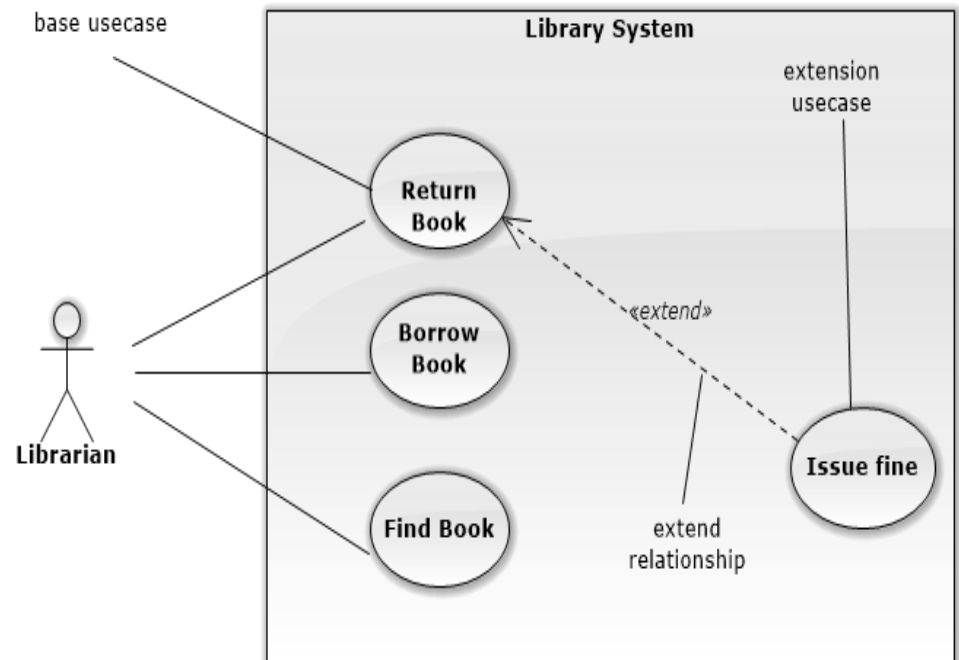 base usecase
Library System
extension
usecase
Return
Book
«extend»
Borrow
Book
Librarian
Issue fine
Find Book
extend
relationship